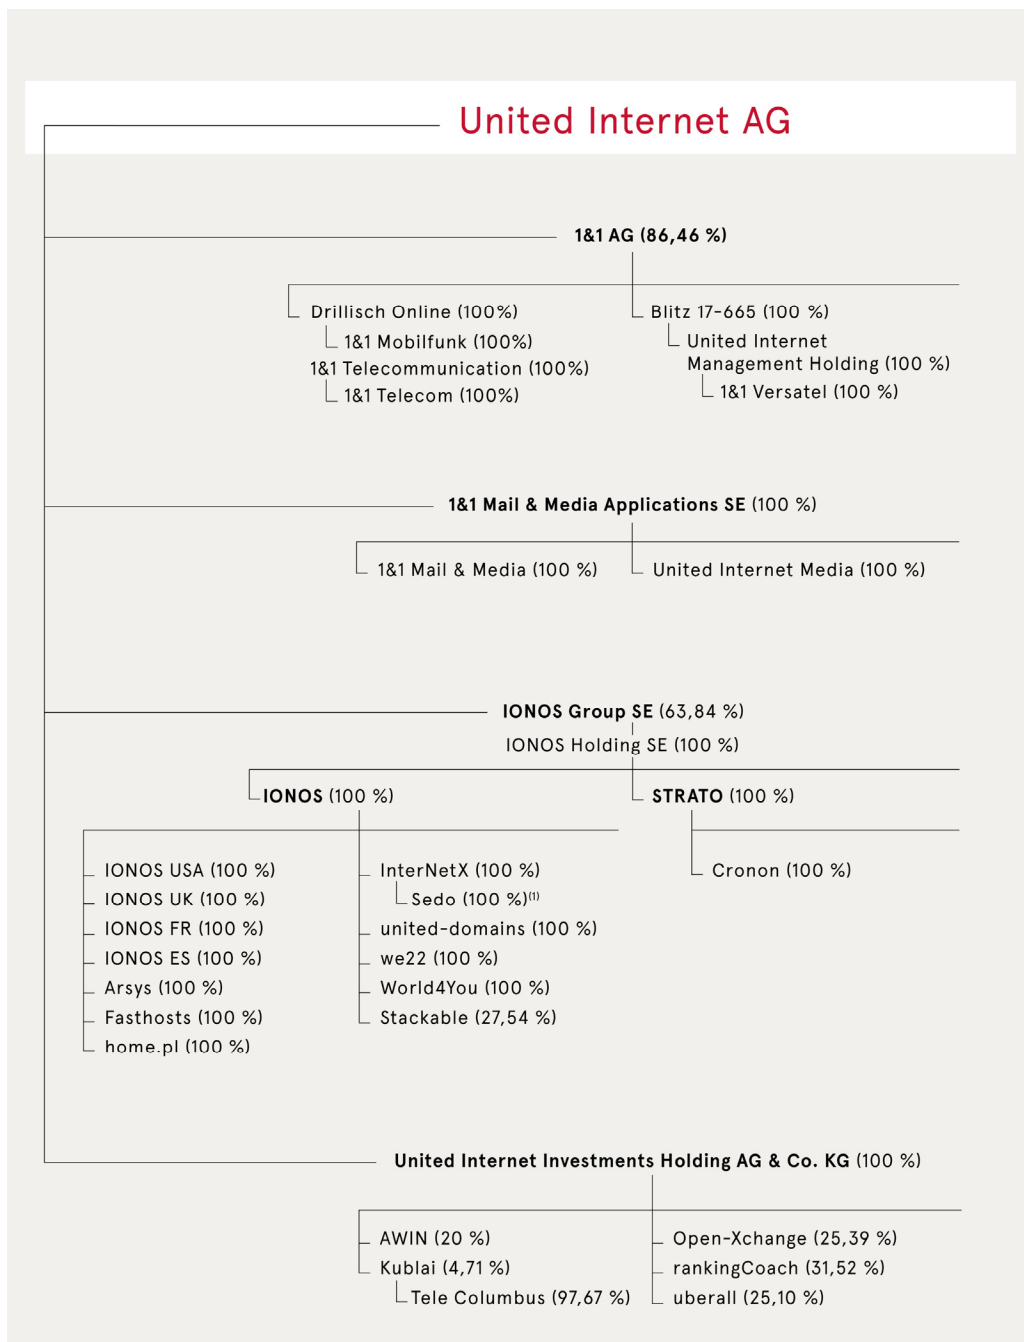 United Internet AG
1&1 AG (86,46 %)
Drillisch Online (100%)
1&1 Mobilfunk (100%)
1&1 Telecommunication (100%)
1&1 Telecom (100%)
Blitz 17-665 (100 %)
United Internet
Management Holding (100 %)
1&1 Versatel (100 %)
1&1 Mail & Media Applications SE (100 %)
1&1 Mail & Media (100 %)
United Internet Media (100 %)
IONOS Group SE (63,84 %)
IONOS Holding SE (100 %)
IONOS (100 %)
STRATO (100 %)
IONOS USA (100 %)
IONOS UK (100 %)
IONOS FR (100 %)
IONOS ES (100 %)
Arsys (100 %)
Fasthosts (100 %)
home.pl (100 %)
InterNetX (100 %)
Sedo (100 %)(1)
united-domains (100 %)
we22 (100 %)
World4You (100 %)
Stackable (27,54 %)
Cronon (100 %)
United Internet Investments Holding AG & Co. KG (100 %)
AWIN (20 %)
Kublai (4,71 %)
Tele Columbus (97,67 %)
Open-Xchange (25,39 %)
rankingCoach (31,52 %)
uberall (25,10 %)